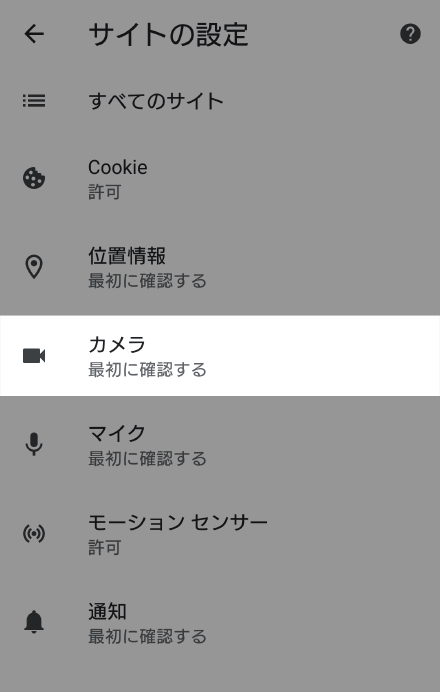 サイトの設定
すべてのサイト
Cookie
許可
位置情報
最初に確認する
カメラ
最初に確認する
マイク
最初に確認する
モーション センサー
許可
通知
最初に確認する